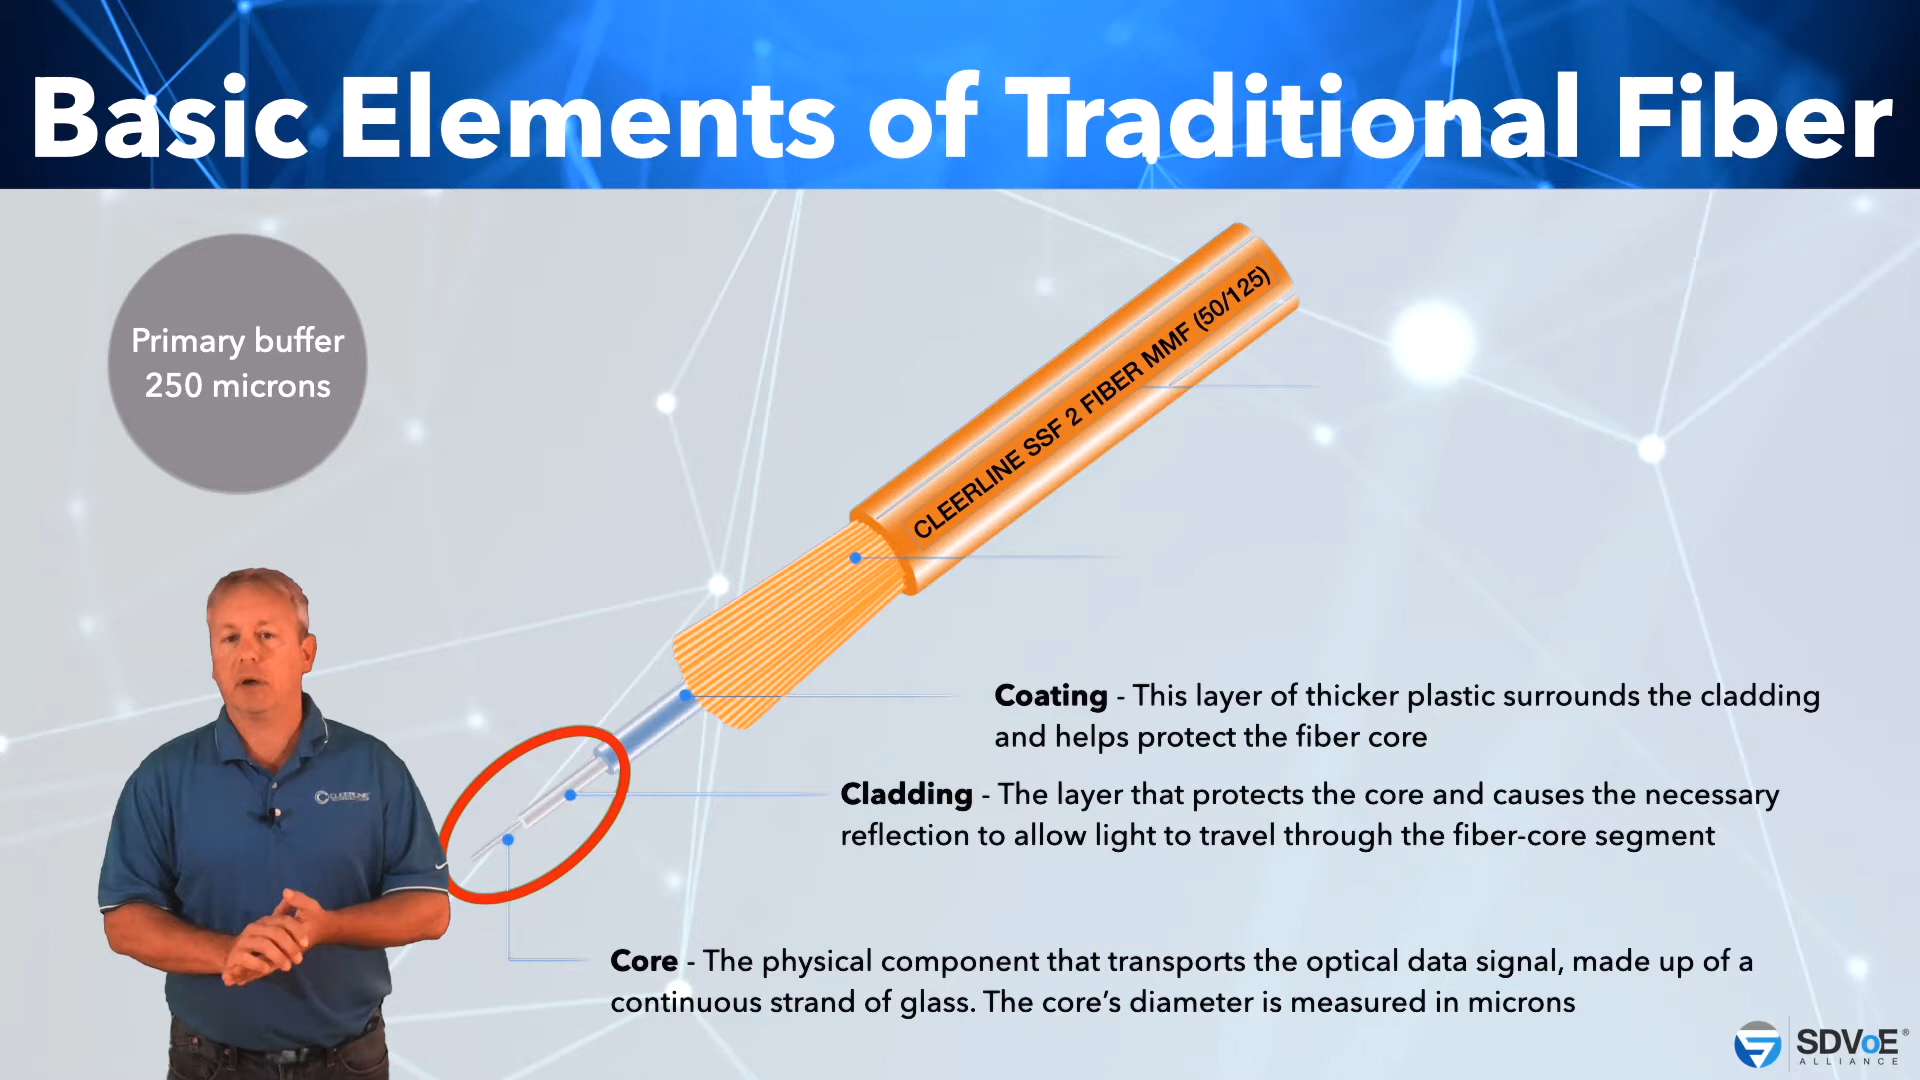 Basic Elements of Traditional Fiber
Primary buffer
250 microns
CLEERLINE SSF 2 FIBER MMF (50/125)
Coating - This layer of thicker plastic surrounds the cladding
and helps protect the fiber core
Cladding - The layer that protects the core and causes the necessary
reflection to allow light to travel through the fiber-core segment
CLEERLINE
Core - The physical component that transports the optical data signal, made up of a
continuous strand of glass. The core's diameter is measured in microns
SDVoE®
ALLIANCE